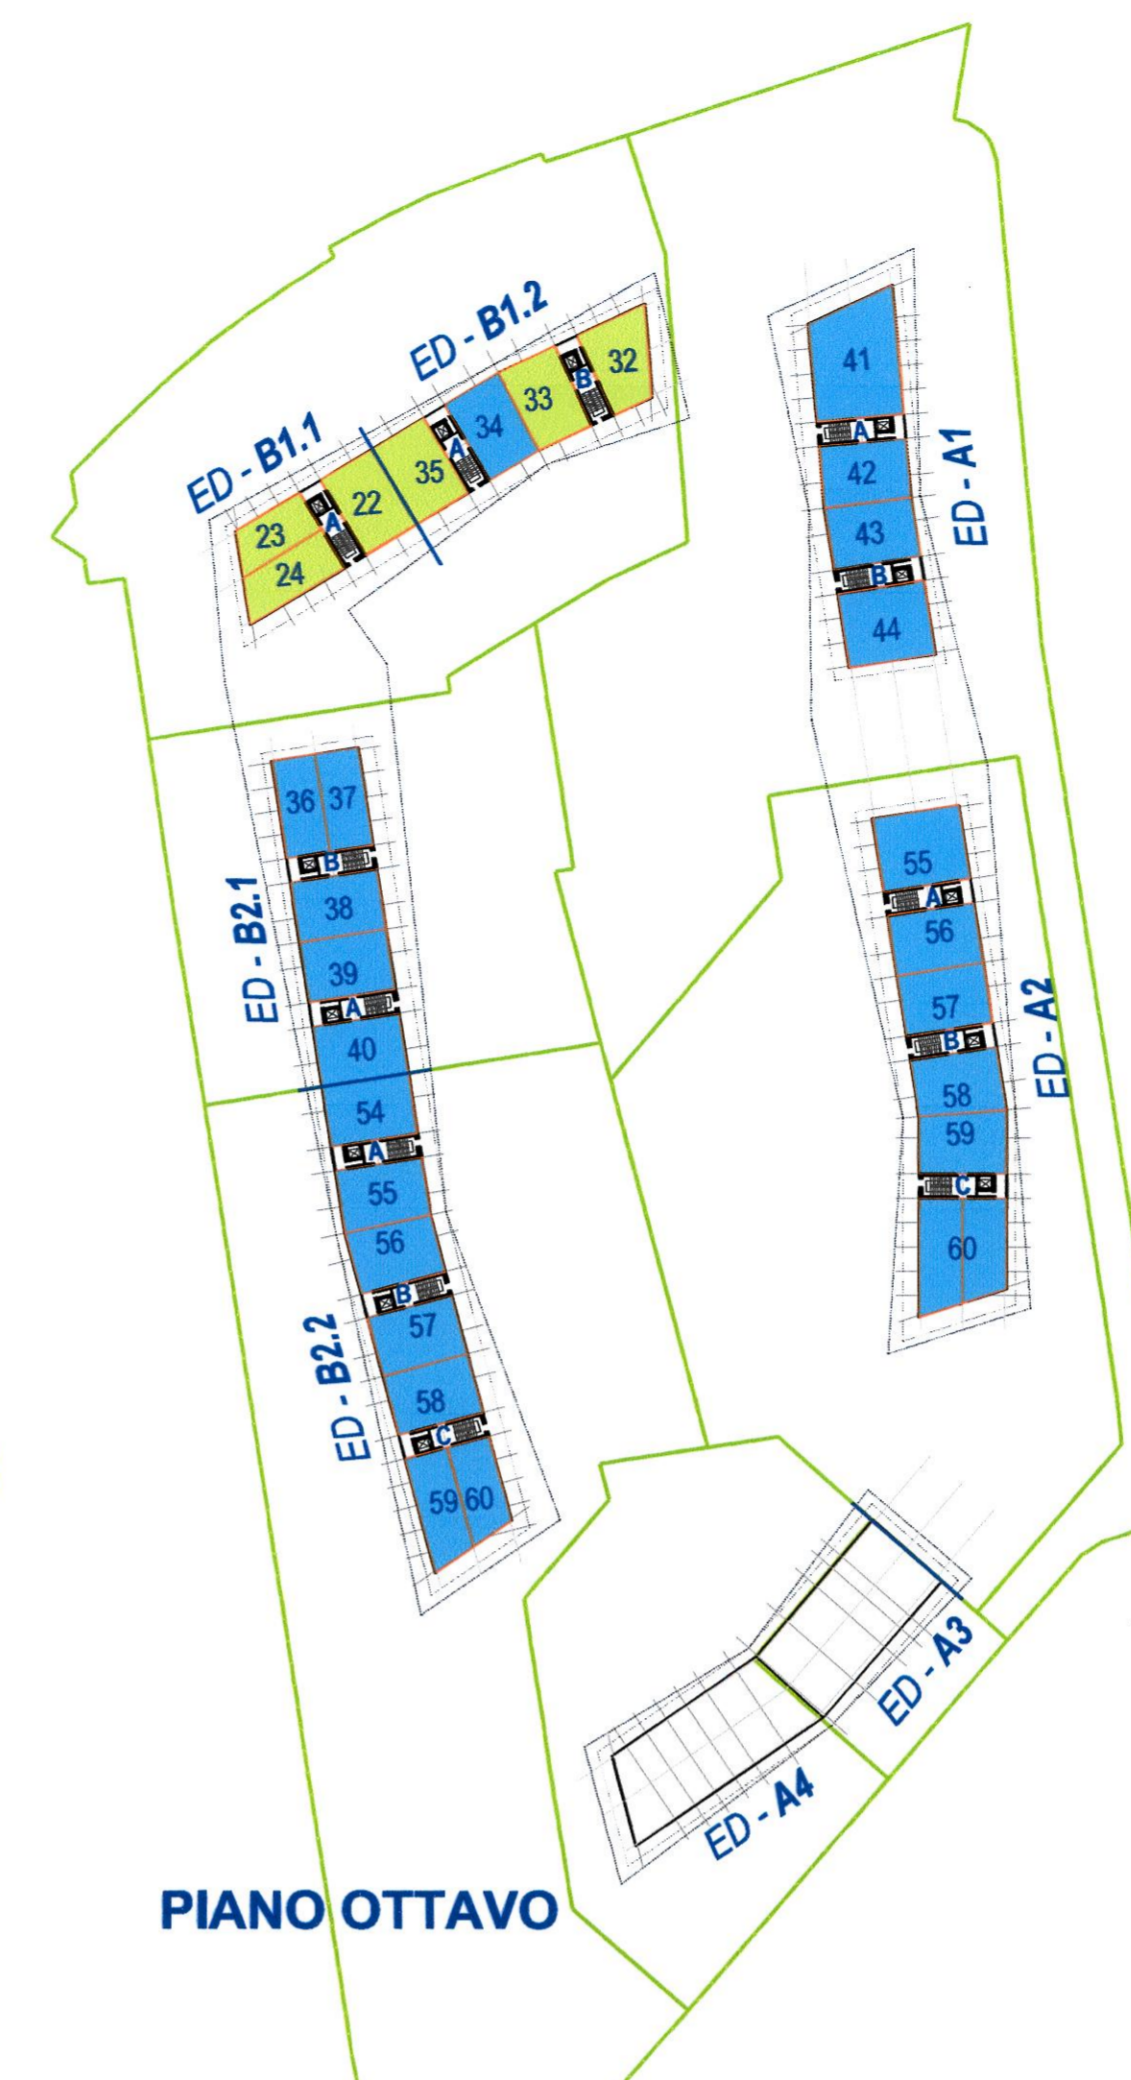 ED - B1.2
32
B
33
34
A
35
ED - B1.1
22
A
23
24
41
A
42
ED - A1
43
B
44
36
37
B
38
ED - B2.1
39
A
40
54
A
55
56
B
57
ED - B2.2
58
C
59
60
55
A
56
57
ED - A2
B
58
59
C
60
ED - A3
ED - A4
PIANO OTTAVO